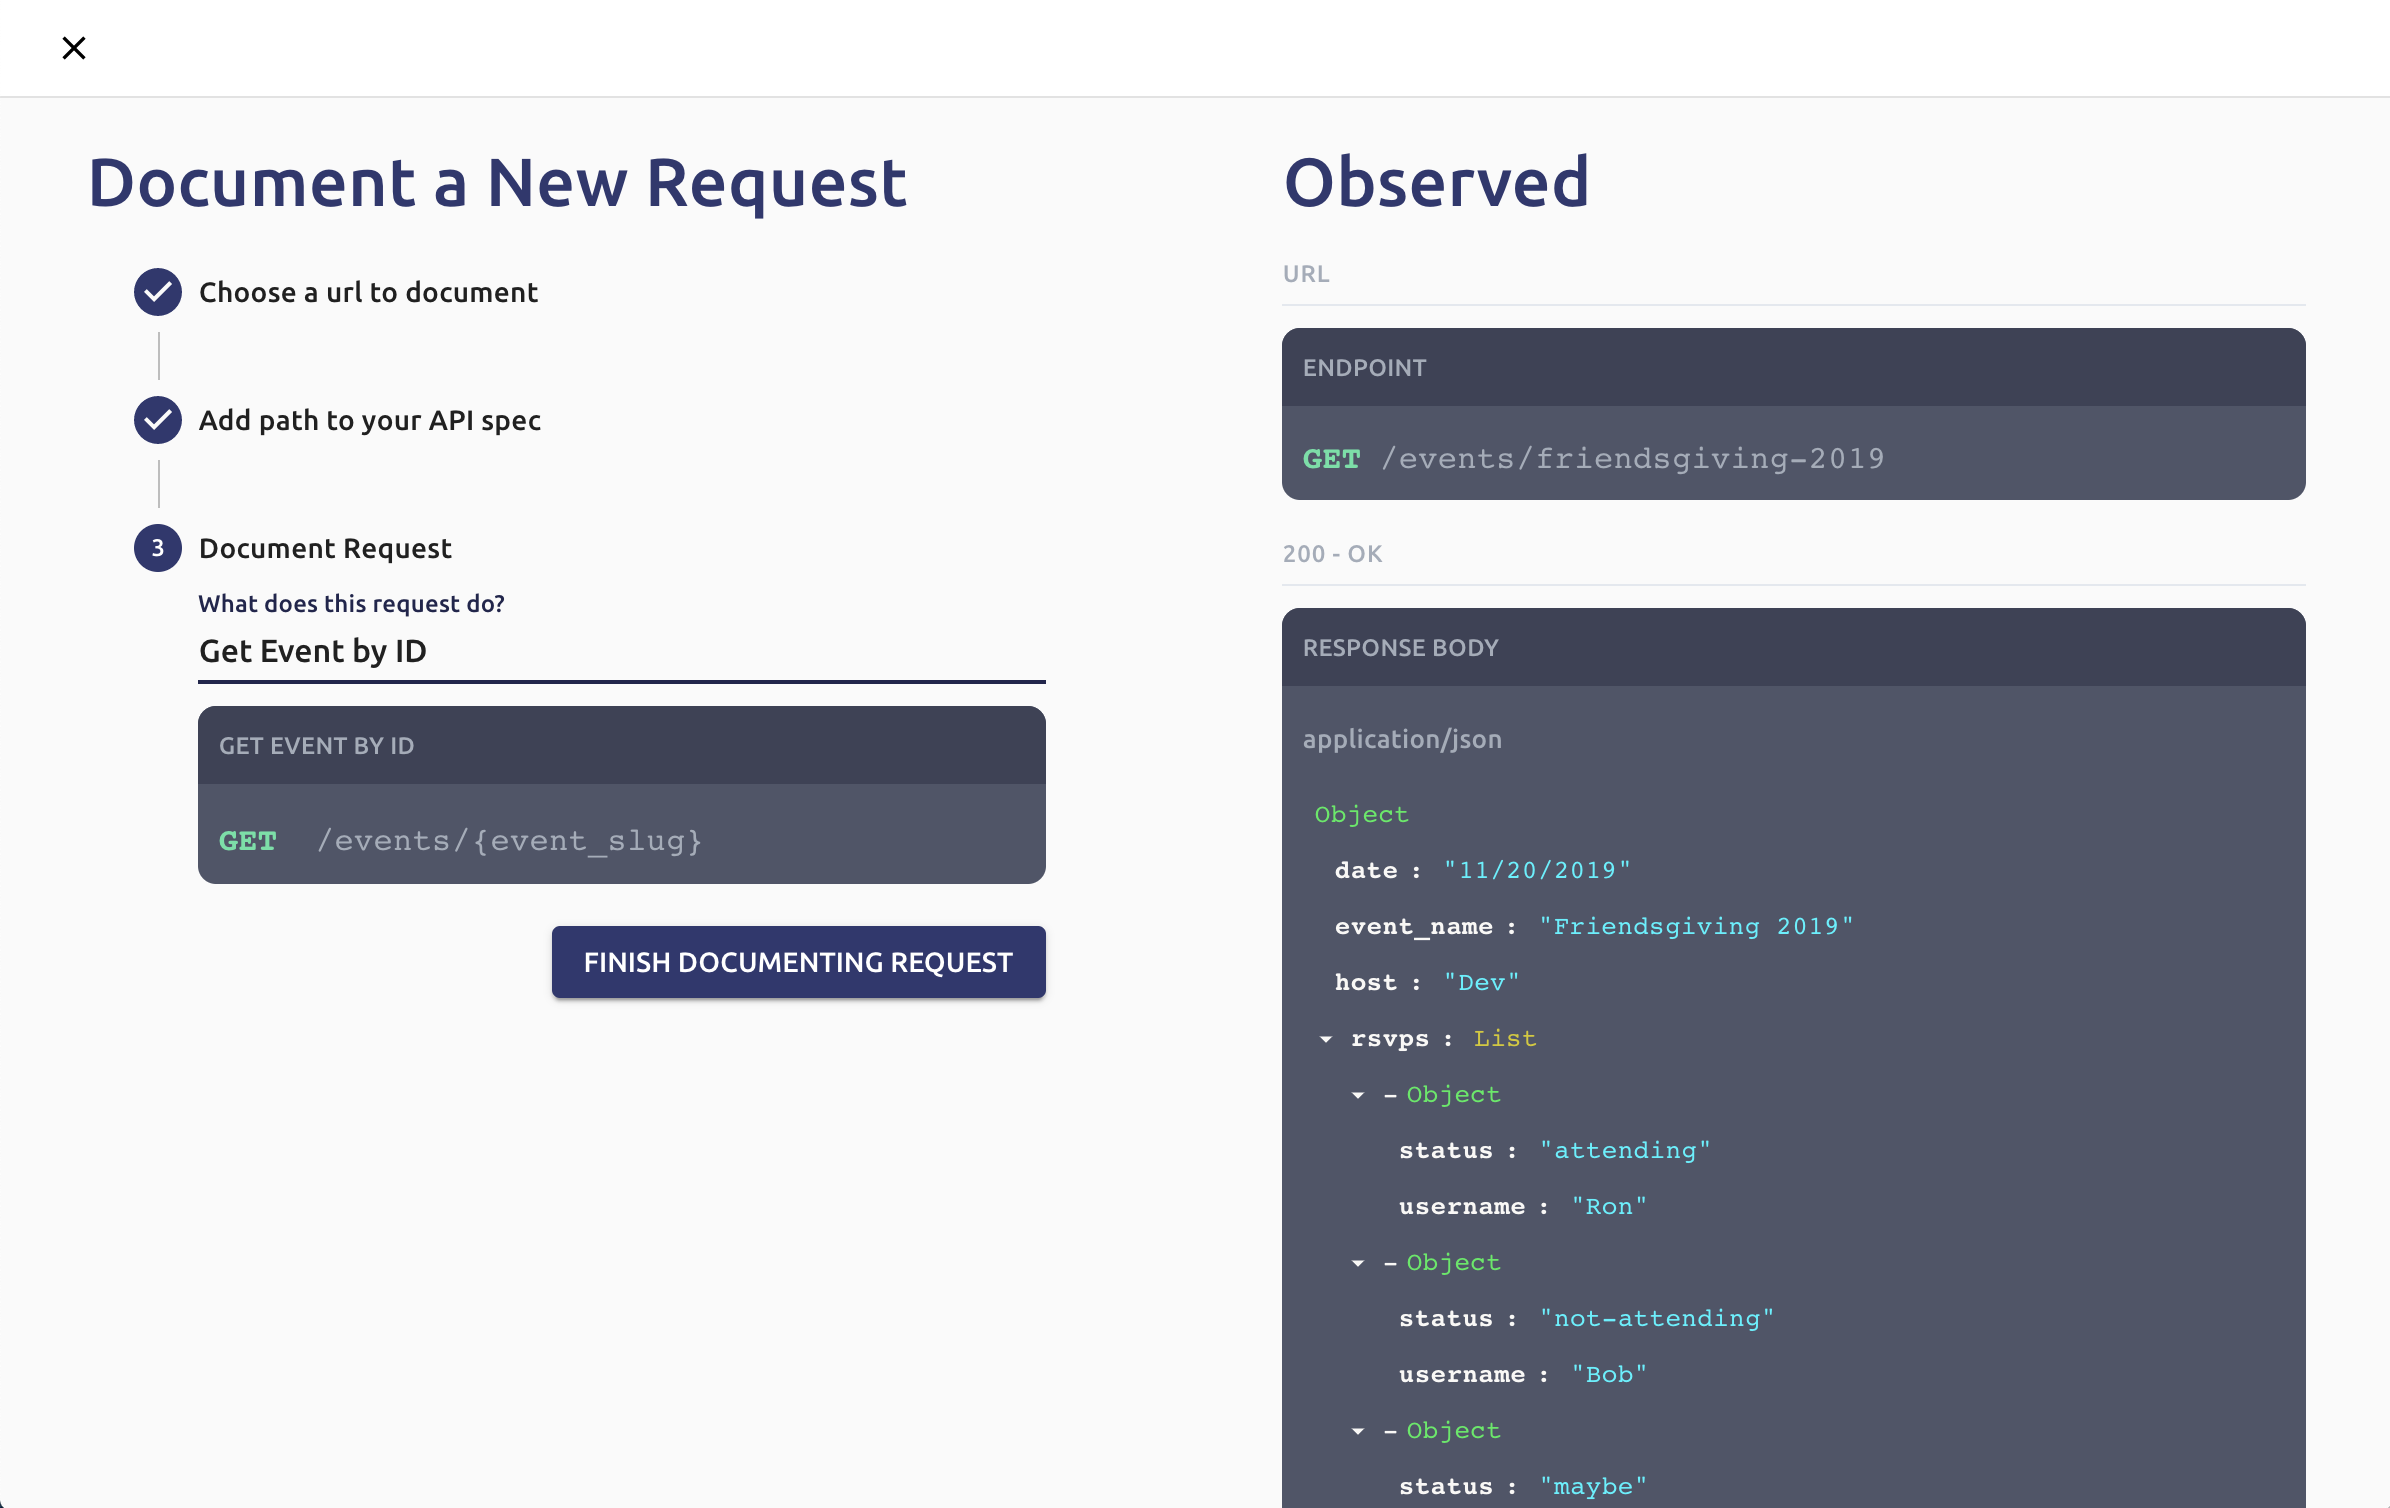 Document a New Request
Choose a url to document
Add path to your API spec
3 Document Request
What does this request do?
Get Event by ID
GET EVENT BY ID
GET /events/{event_slug}
FINISH DOCUMENTING REQUEST
Observed
URL
ENDPOINT
GET /events/friendsgiving-2019
200 - OK
RESPONSE BODY
application/json
Object
date : "11/20/2019"
event_name : "Friendsgiving 2019"
host : "Dev"
rsvps : List
– Object
status : "attending"
username : "Ron"
– Object
status : "not-attending"
username : "Bob"
– Object
status : "maybe"